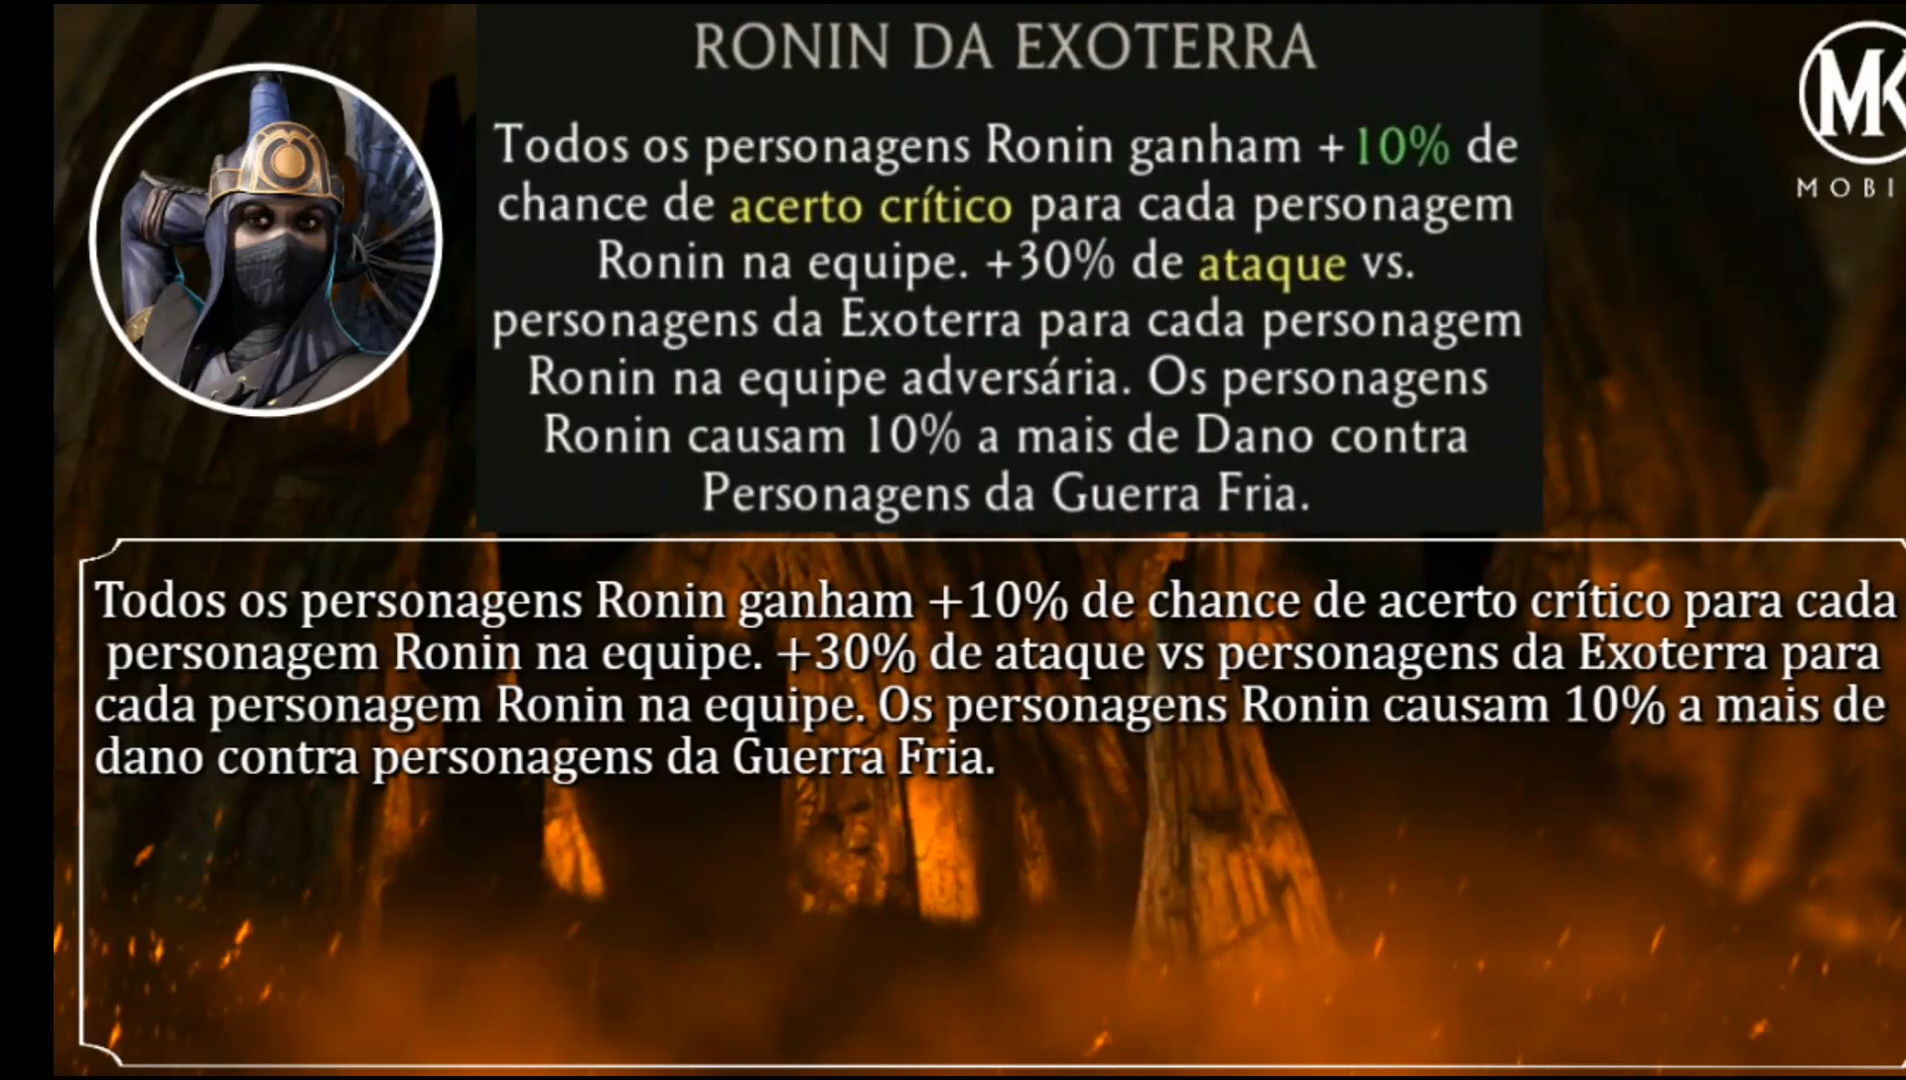 RONIN DA EXOTERRA
Todos os personagens Ronin ganham +10% de
chance de acerto crítico para cada personagem
Ronin na equipe. +30% de ataque vs.
personagens da Exoterra para cada personagem
Ronin na equipe adversária. Os personagens
Ronin causam 10% a mais de Dano contra
Personagens da Guerra Fria.
MK
MOBI
Todos os personagens Ronin ganham +10% de chance de acerto crítico para cada
personagem Ronin na equipe. +30% de ataque vs personagens da Exoterra para
cada personagem Ronin na equipe. Os personagens Ronin causam 10% a mais de
dano contra personagens da Guerra Fria.